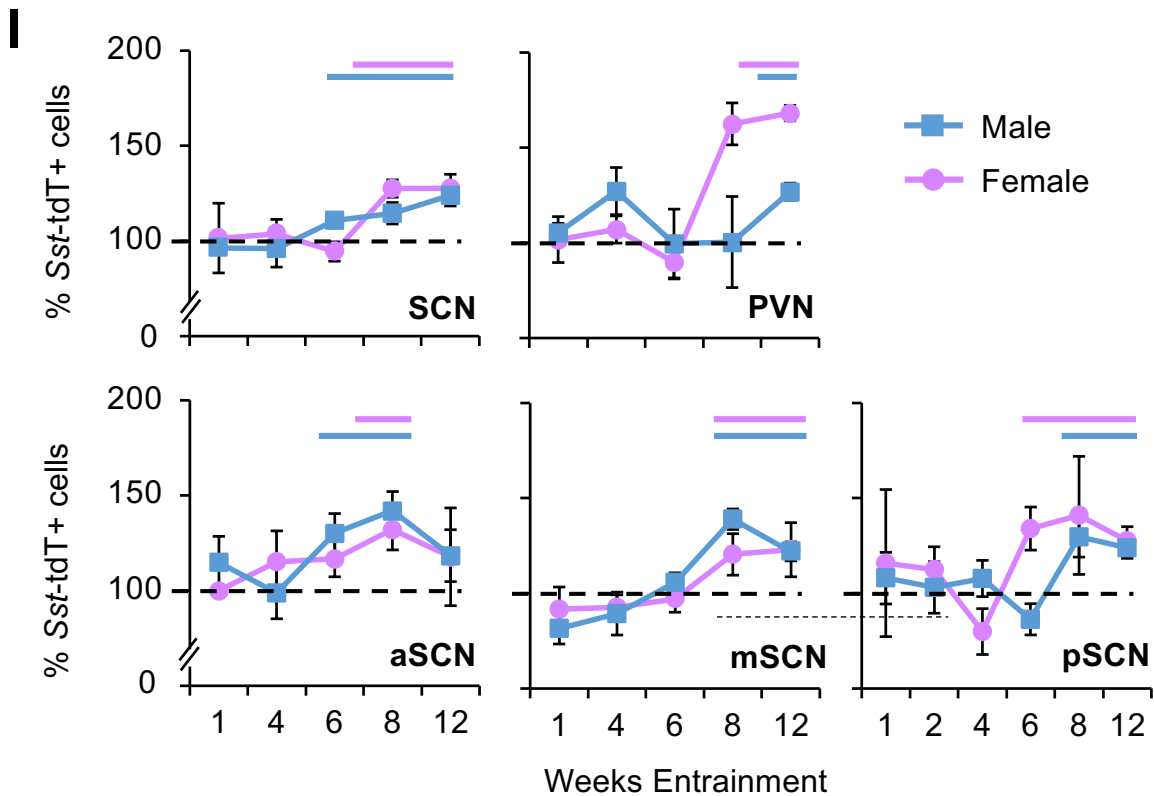 I
% Sst-tdT+ cells
200
150
100
0
SCN
PVN
Male
Female
% Sst-tdT+ cells
200
150
100
0
aSCN
mSCN
pSCN
1 4 6 8 12
1 4 6 8 12
1 2 4 6 8 12
Weeks Entrainment